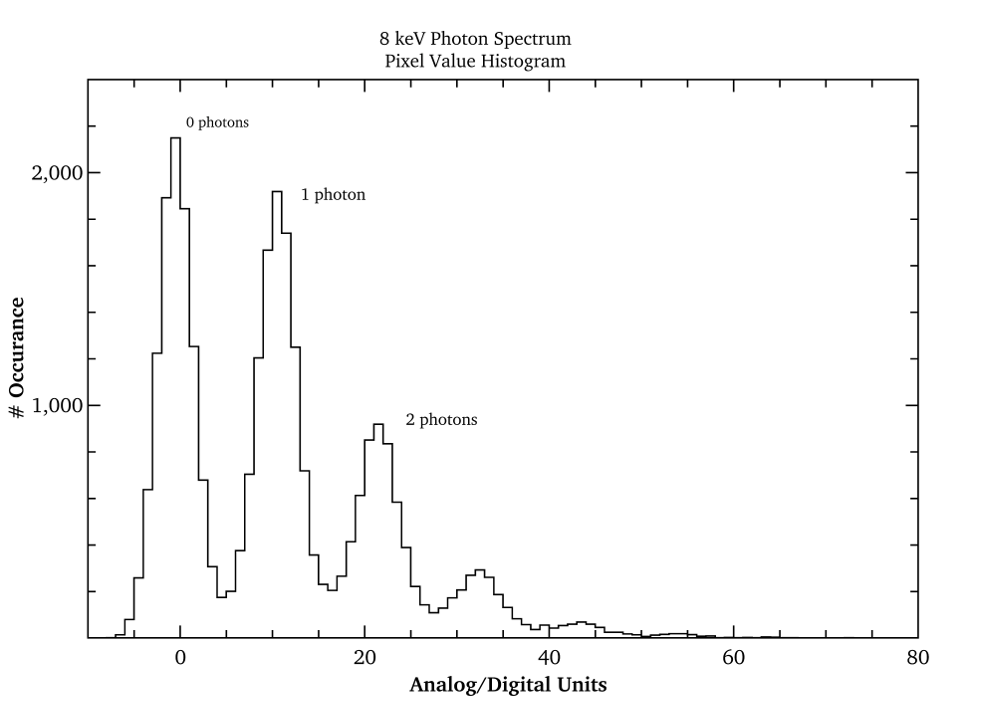 8 keV Photon Spectrum
Pixel Value Histogram
0 photons
2,000
1 photon
# Occurance
1,000
2 photons
0 20 40 60 80
Analog/Digital Units